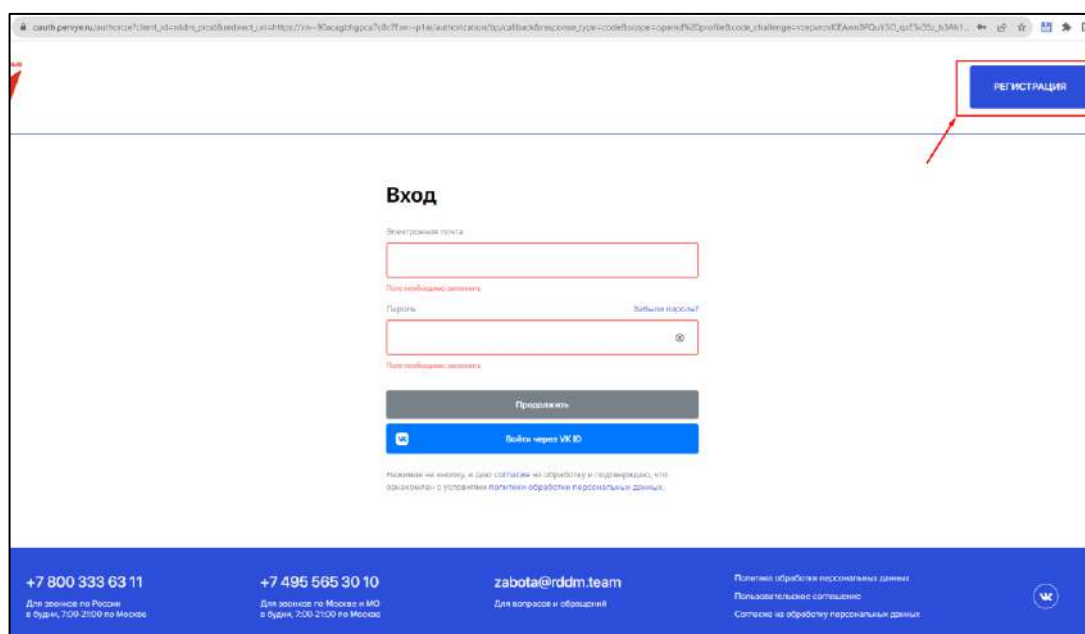 РЕГИСТРАЦИЯ
Вход
Электронная почта
Поле необходимо заполнить
Пароль Забыли пароль?
Поле необходимо заполнить
Продолжить
Войти через VK ID
Нажимая на кнопку, я даю согласие на обработку и подтверждаю, что
ознакомлен с условиями политики обработки персональных данных.
+7 800 333 63 11
Для звонков по России
в будни, 7:00-21:00 по Москве
+7 495 565 30 10
Для звонков по Москве и МО
в будни, 7:00-21:00 по Москве
zabota@rddm.team
Для вопросов и обращений
Политика обработки персональных данных
Пользовательское соглашение
Согласие на обработку персональных данных